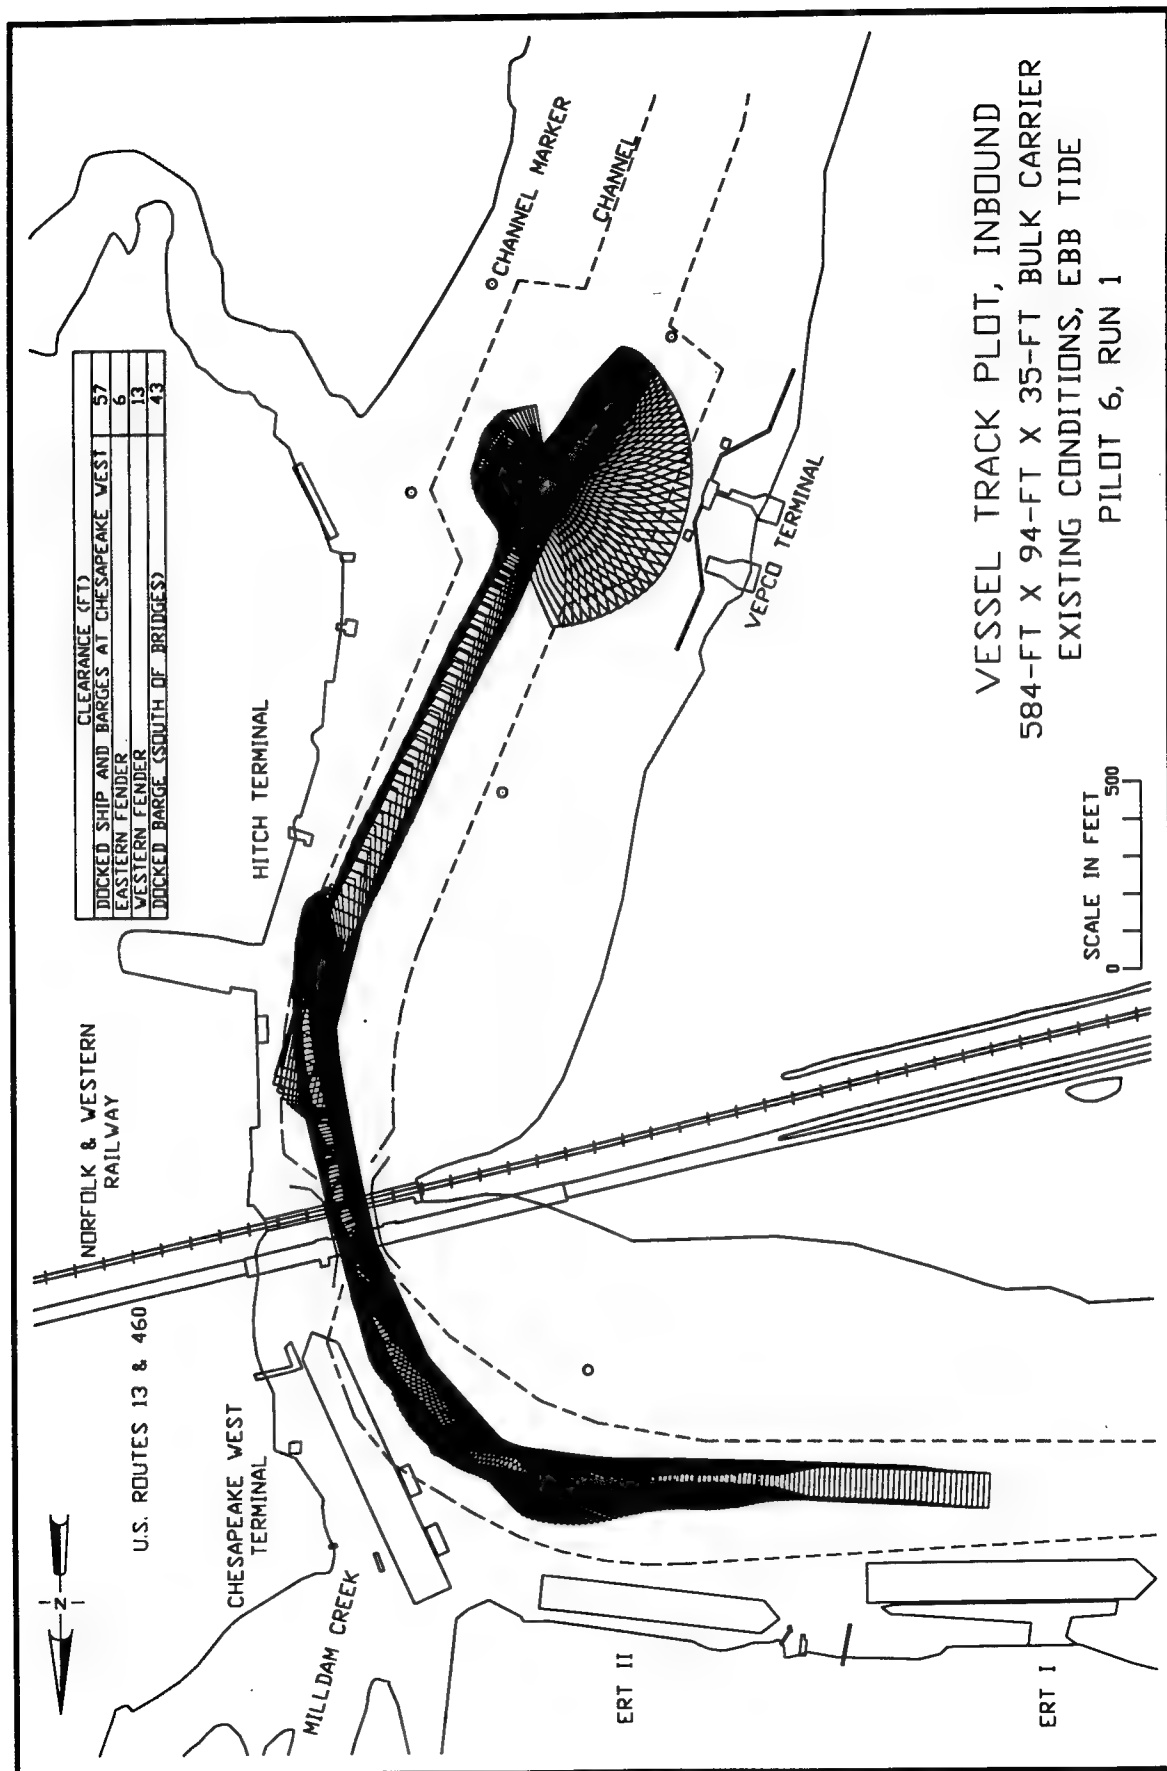 CLEARANCE (FT)
DOCKED SHIP AND BARGES AT CHESAPEAKE WEST 57
EASTERN FENDER 6
WESTERN FENDER 13
DOCKED BARGE (SOUTH OF BRIDGES) 43
N
U.S. ROUTES 13 & 460
NORFOLK & WESTERN
RAILWAY
CHESAPEAKE WEST
TERMINAL
MILLDAM CREEK
HITCH TERMINAL
CHANNEL MARKER
CHANNEL
VEPCO TERMINAL
ERT II
ERT I
SCALE IN FEET
0 500
VESSEL TRACK PLOT, INBOUND
584-FT X 94-FT X 35-FT BULK CARRIER
EXISTING CONDITIONS, EBB TIDE
PILOT 6, RUN 1